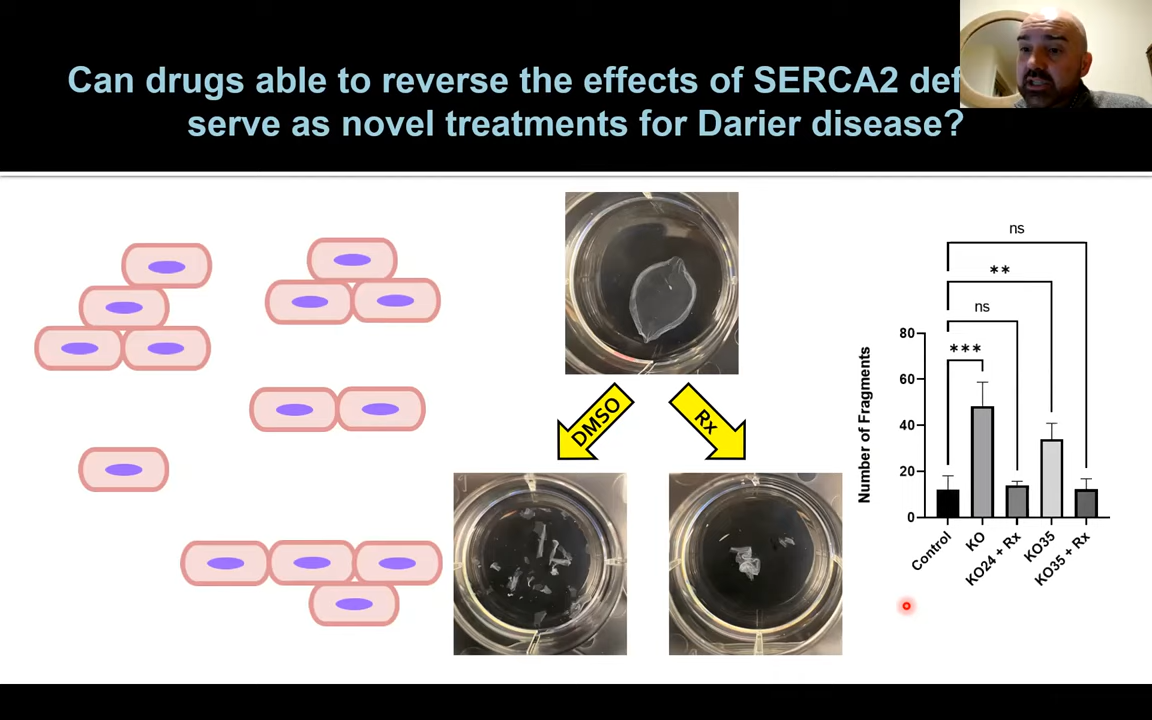 Can drugs able to reverse the effects of SERCA2
serve as novel treatments for Darier disease?
DMSO
Rx
ns
**
ns
***
80
60
40
20
0
Number of Fragments
Control
KO
KO24 + Rx
KO35
KO35 + Rx